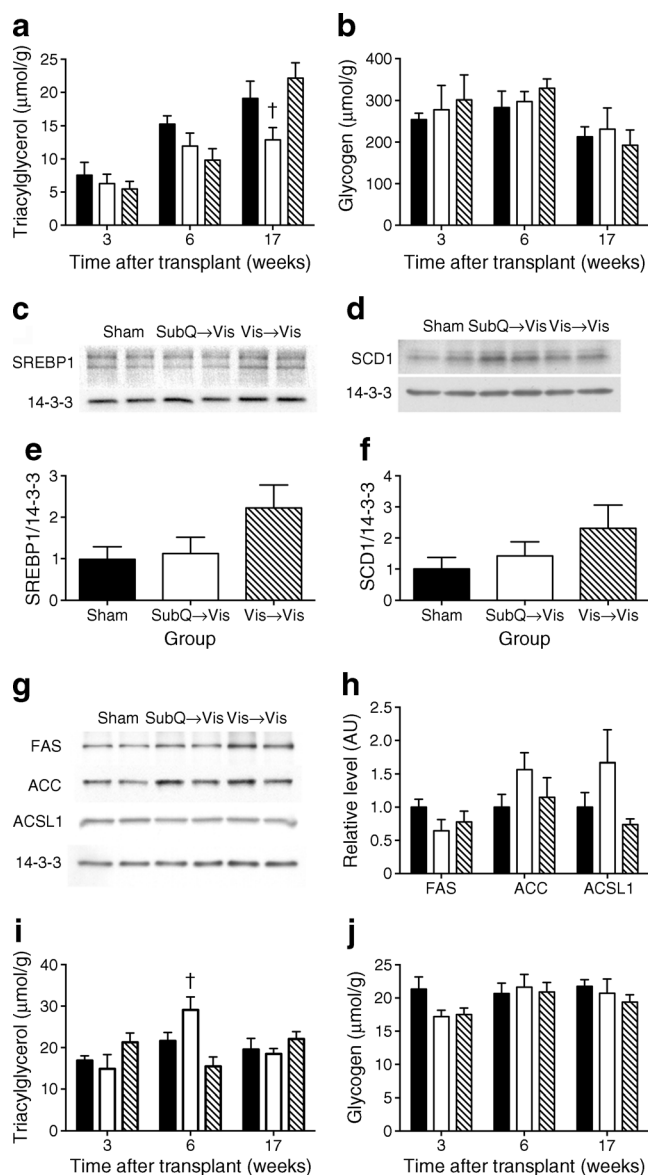 a
Triacylglycerol (μmol/g)
25
20
15
10
5
0
†
3 6 17
Time after transplant (weeks)
b
Glycogen (μmol/g)
400
300
200
100
0
3 6 17
Time after transplant (weeks)
c
Sham SubQ→Vis Vis→Vis
SREBP1
14-3-3
d
Sham SubQ→Vis Vis→Vis
SCD1
14-3-3
e
SREBP1/14-3-3
3
2
1
0
Sham SubQ→Vis Vis→Vis
Group
f
SCD1/14-3-3
4
3
2
1
0
Sham SubQ→Vis Vis→Vis
Group
g
Sham SubQ→Vis Vis→Vis
FAS
ACC
ACSL1
14-3-3
h
Relative level (AU)
2.5
2.0
1.5
1.0
0.5
0
FAS ACC ACSL1
i
Triacylglycerol (μmol/g)
40
30
20
10
0
†
3 6 17
Time after transplant (weeks)
j
Glycogen (μmol/g)
25
20
15
10
5
0
3 6 17
Time after transplant (weeks)